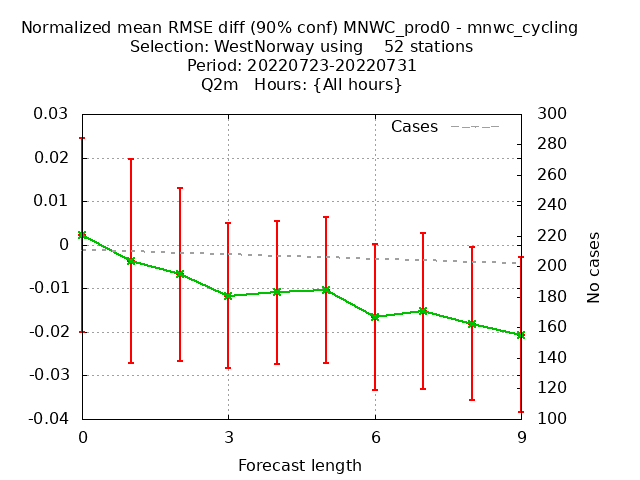 Normalized mean RMSE diff (90% conf) MNWC_prod0 - mnwc_cycling
Selection: WestNorway using    52 stations
Period: 20220723-20220731
Q2m   Hours: {All hours}
Cases
0.03
0.02
0.01
0
-0.01
-0.02
-0.03
-0.04
300
280
260
240
220
200
180
160
140
120
100
No cases
0 3 6 9
Forecast length